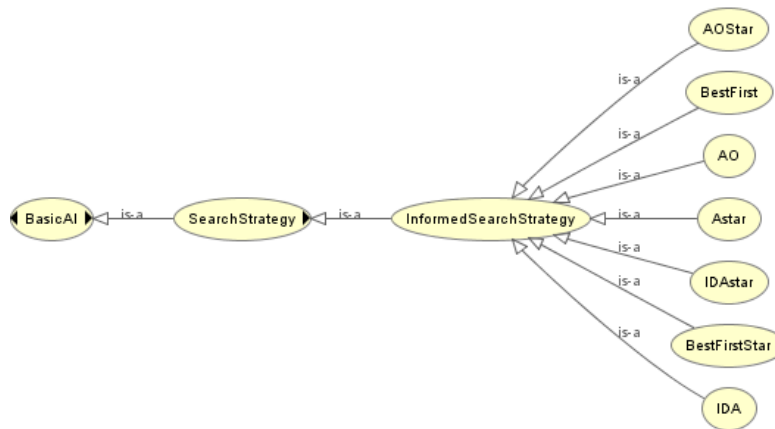 AOStar
is-a
BestFirst
is-a
AO
is-a
BasicAI
is-a
SearchStrategy
is-a
InformedSearchStrategy
is-a
Astar
is-a
IDAstar
is-a
BestFirstStar
is-a
IDA